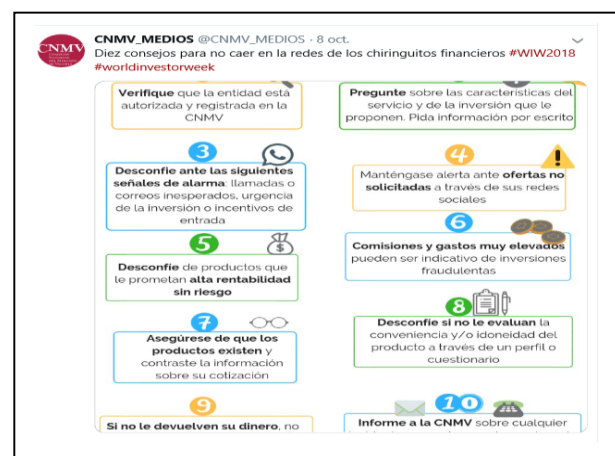 CNMV
CNMV_MEDIOS @CNMV_MEDIOS · 8 oct.
Diez consejos para no caer en la redes de los chiringuitos financieros #WIW2018
#worldinvestorweek
Verifique que la entidad está
autorizada y registrada en la
CNMV
Pregunte sobre las características del
servicio y de la inversión que le
proponen. Pida información por escrito
3
Desconfíe ante las siguientes
señales de alarma: llamadas o
correos inesperados, urgencia
de la inversión o incentivos de
entrada
4
Manténgase alerta ante ofertas no
solicitadas a través de sus redes
sociales
5
Desconfíe de productos que
le prometan alta rentabilidad
sin riesgo
6
Comisiones y gastos muy elevados
pueden ser indicativo de inversiones
fraudulentas
7
Asegúrese de que los
productos existen y
contraste la información
sobre su cotización
8
Desconfíe si no le evaluan la
conveniencia y/o idoneidad del
producto a través de un perfil o
cuestionario
9
Si no le devuelven su dinero, no
10
Informe a la CNMV sobre cualquier